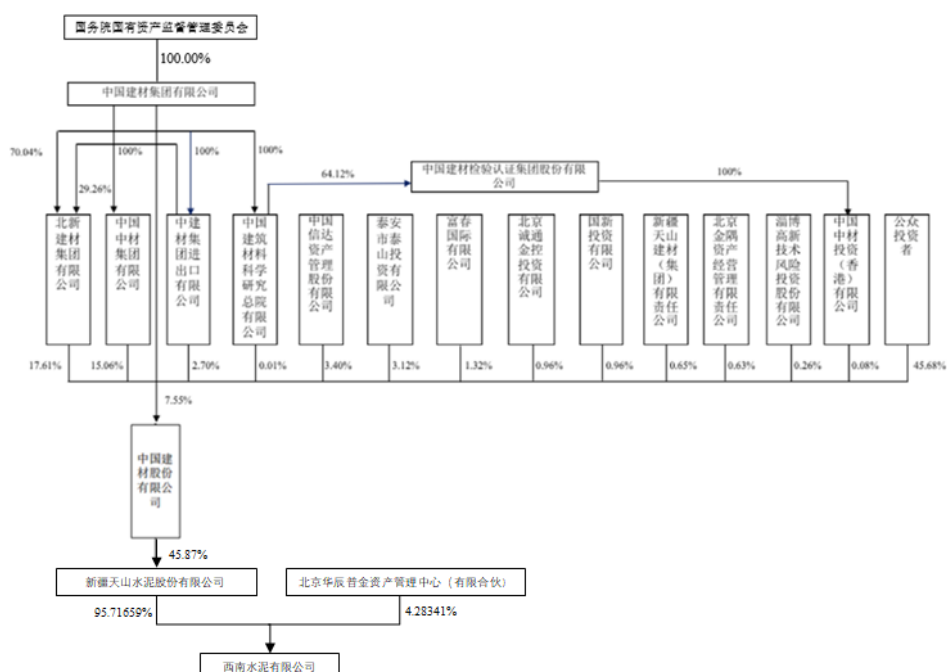 国务院国有资产监督管理委员会
100.00%
中国建材集团有限公司
70.04%
100%
100%
100%
29.26%
64.12%
中国建材检验认证集团股份有限
公司
100%
北新
建材
集团
有限
公司
中国
中材
集团
有限
公司
中建
材集
团进
出口
有限
公司
中国
建筑
材料
科学
研究
总院
有限
公司
中国
信达
资产
管理
股份
有限
公司
泰安
市泰
山投
资有
限公
司
富春
国际
有限
公司
北京
诚通
金控
投资
有限
公司
国新
投资
有限
公司
新疆
天山
建材
（集
团）
有限
责任
公司
北京
金隅
资产
经营
管理
有限
责任
公司
淄博
高新
技术
风险
投资
股份
有限
公司
中国
中材
投资
（香
港）
有限
公司
公众
投资
者
17.61%
15.06%
2.70%
0.01%
3.40%
3.12%
1.32%
0.96%
0.96%
0.65%
0.63%
0.26%
0.08%
45.68%
7.55%
中国建
材股份
有限公
司
45.87%
新疆天山水泥股份有限公司
北京华辰普金资产管理中心（有限合伙）
95.71659%
4.28341%
西南水泥有限公司